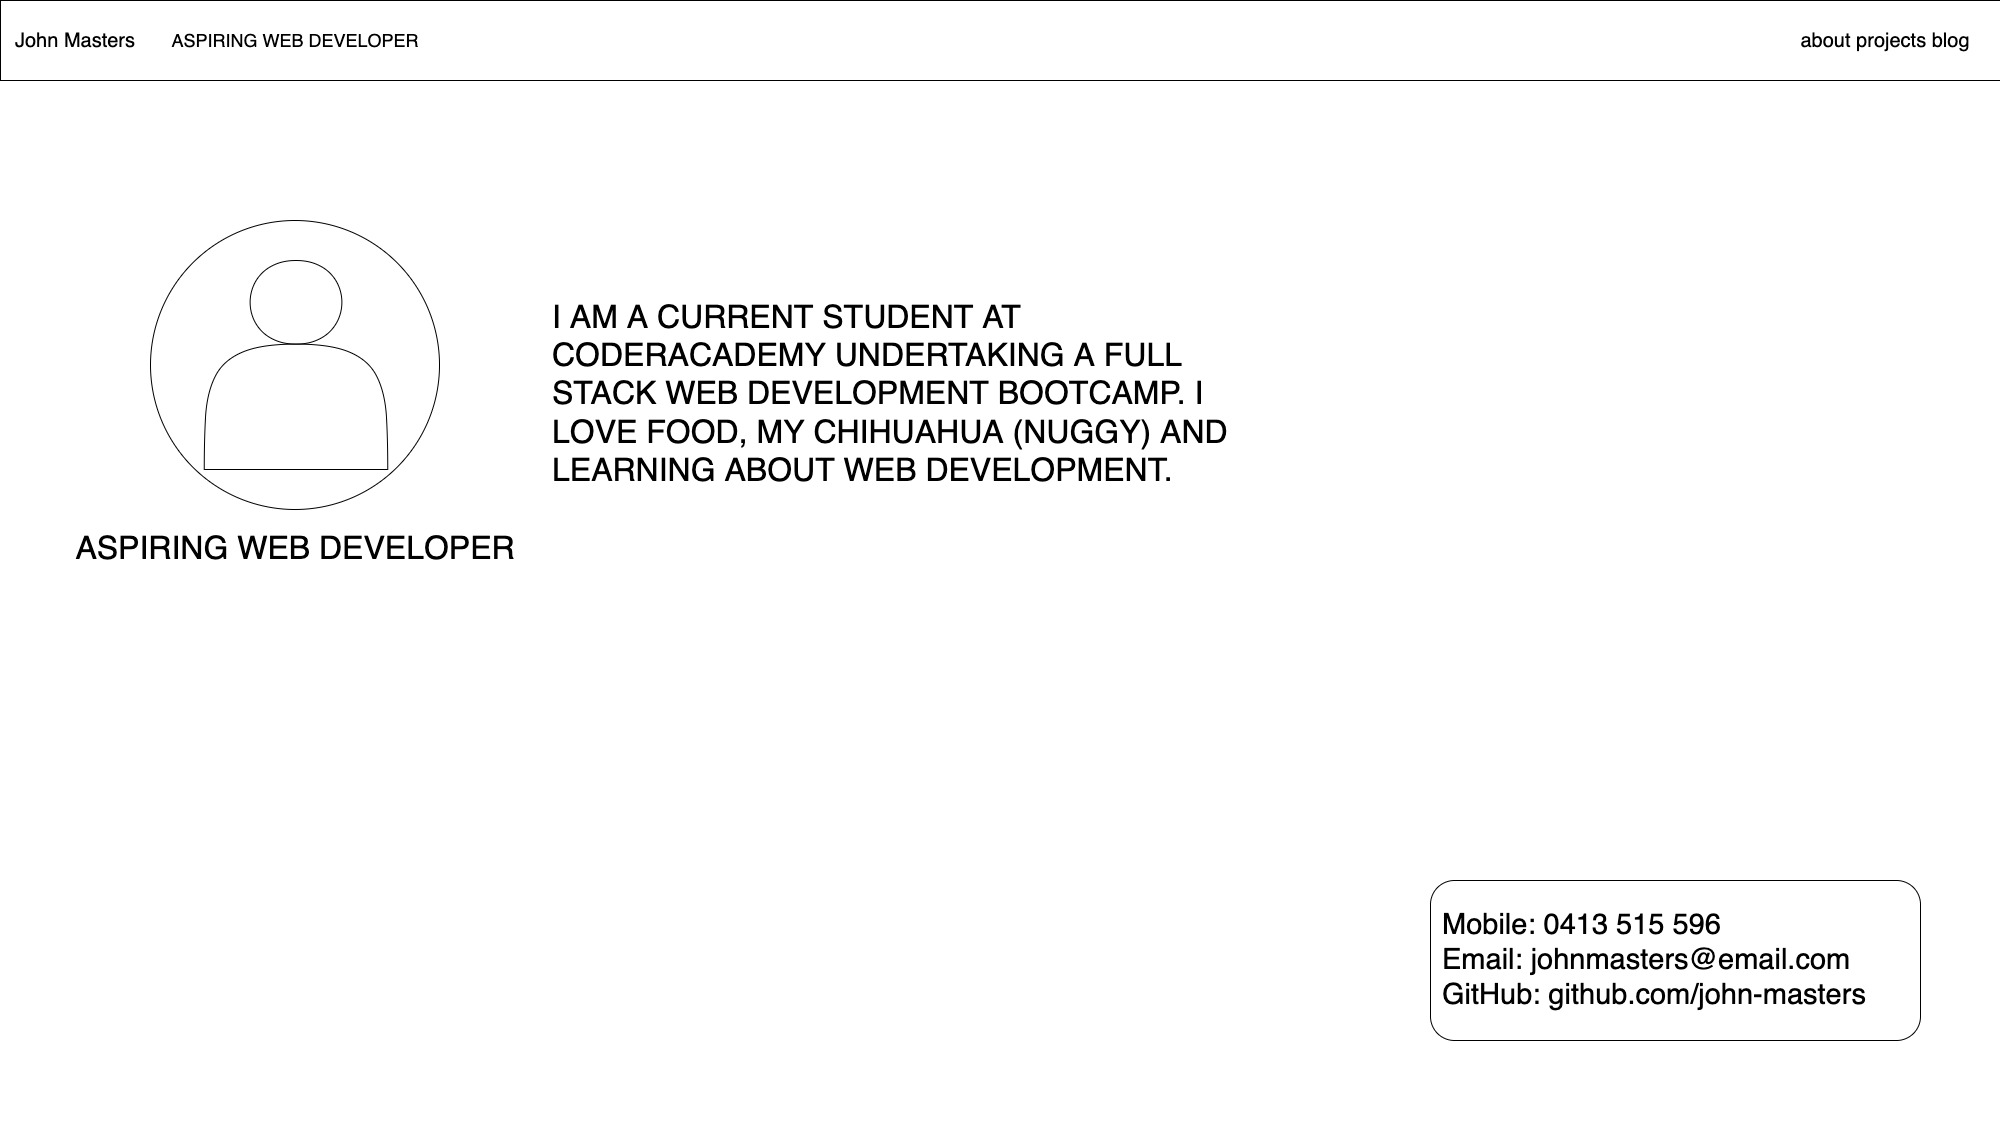 John Masters ASPIRING WEB DEVELOPER about projects blog
I AM A CURRENT STUDENT AT
CODERACADEMY UNDERTAKING A FULL
STACK WEB DEVELOPMENT BOOTCAMP. I
LOVE FOOD, MY CHIHUAHUA (NUGGY) AND
LEARNING ABOUT WEB DEVELOPMENT.
ASPIRING WEB DEVELOPER
Mobile: 0413 515 596
Email: johnmasters@email.com
GitHub: github.com/john-masters